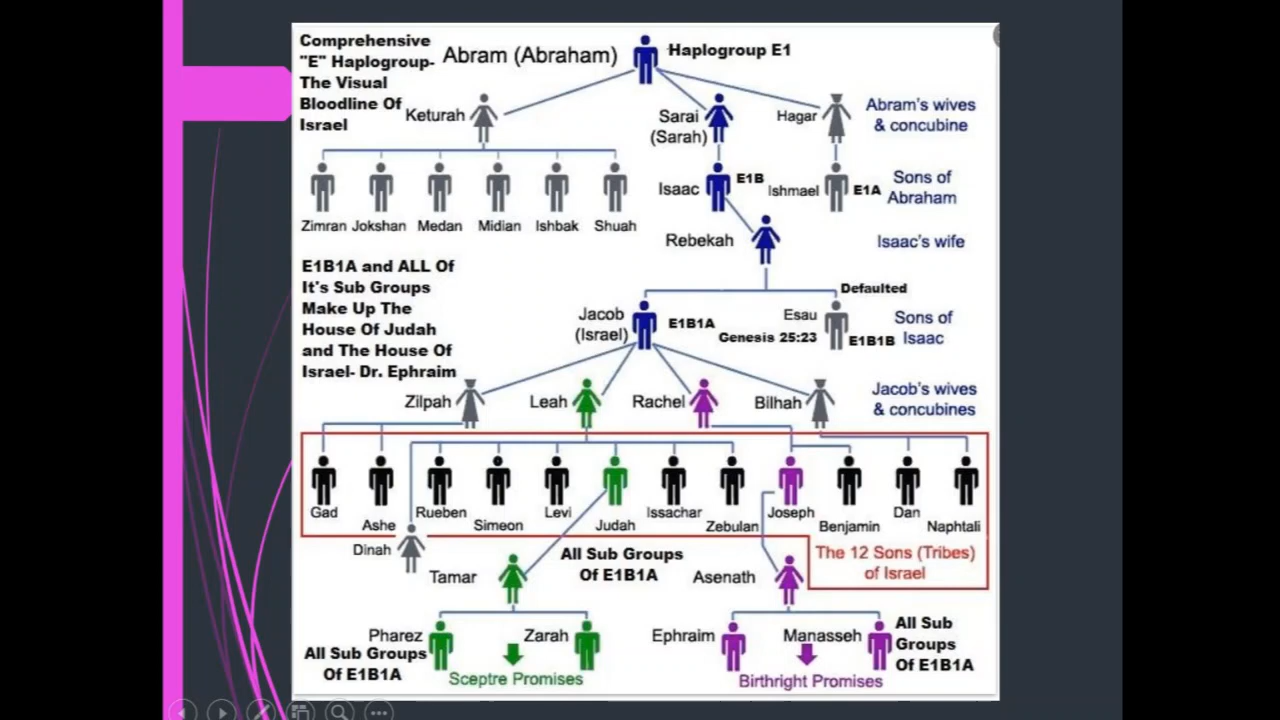 Comprehensive
"E" Haplogroup-
The Visual
Bloodline Of
Israel
Abram (Abraham)
Haplogroup E1
Keturah
Sarai
(Sarah)
Hagar
Abram's wives
& concubine
Zimran Jokshan Medan Midian Ishbak Shuah
Isaac
E1B
Ishmael
E1A
Sons of
Abraham
Rebekah
Isaac's wife
E1B1A and ALL Of
It's Sub Groups
Make Up The
House Of Judah
and The House Of
Israel- Dr. Ephraim
Jacob
(Israel)
E1B1A
Defaulted
Esau
Genesis 25:23
E1B1B
Sons of
Isaac
Zilpah
Leah
Rachel
Bilhah
Jacob's wives
& concubines
Gad
Ashe
Rueben
Simeon
Levi
Judah
Issachar
Zebulan
Joseph
Benjamin
Dan
Naphtali
Dinah
The 12 Sons (Tribes)
of Israel
Tamar
All Sub Groups
Of E1B1A
Asenath
Pharez
Zarah
All Sub Groups
Of E1B1A
Sceptre Promises
Ephraim
Manasseh
All Sub
Groups
Of E1B1A
Birthright Promises